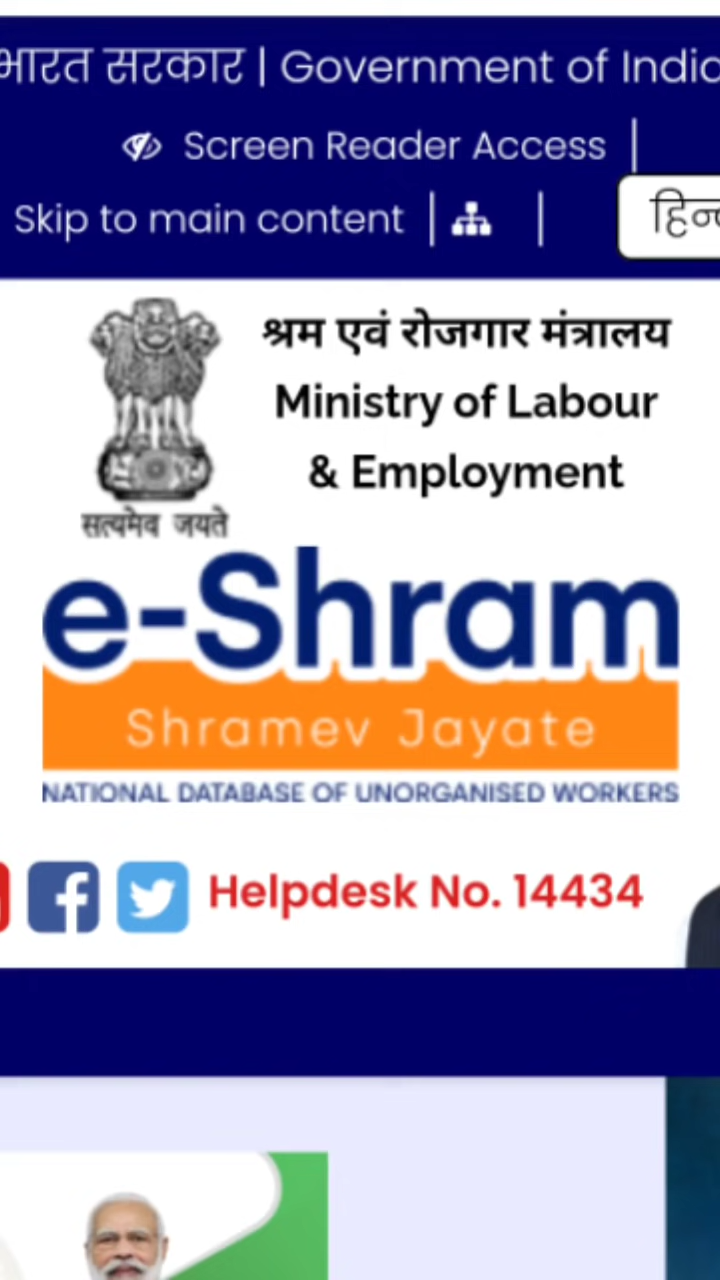 भारत सरकार | Government of India
Screen Reader Access |
Skip to main content | |
श्रम एवं रोजगार मंत्रालय
Ministry of Labour
& Employment
सत्यमेव जयते
e-Shram
Shramev Jayate
NATIONAL DATABASE OF UNORGANISED WORKERS
Helpdesk No. 14434